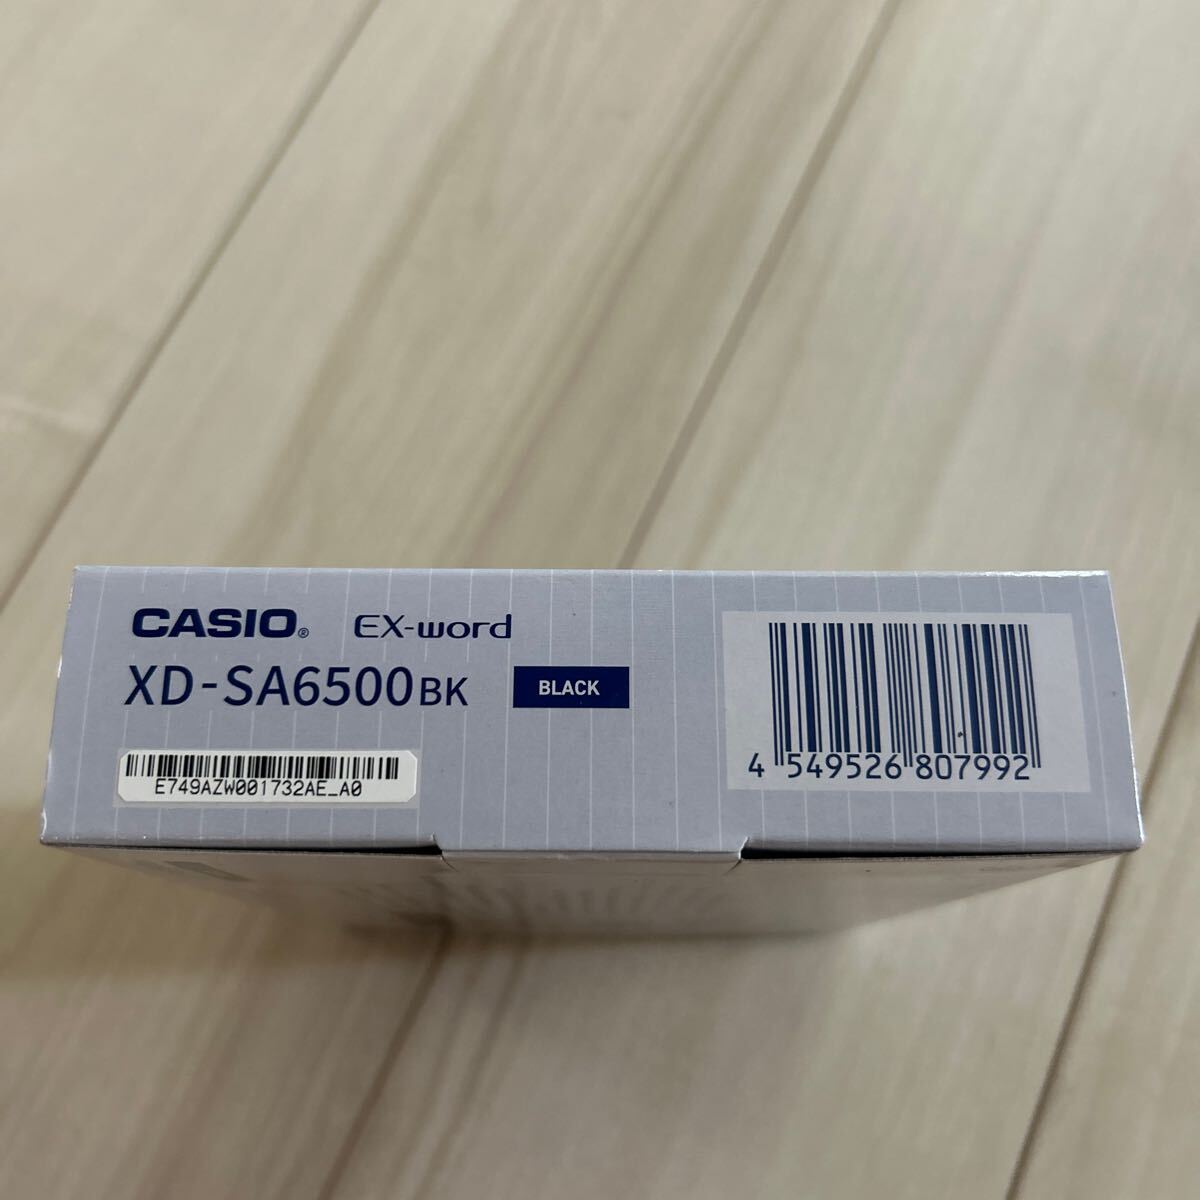 CASIO® EX-word
XD-SA6500BK BLACK
E749AZW001732AE_A0
4 549526 807992